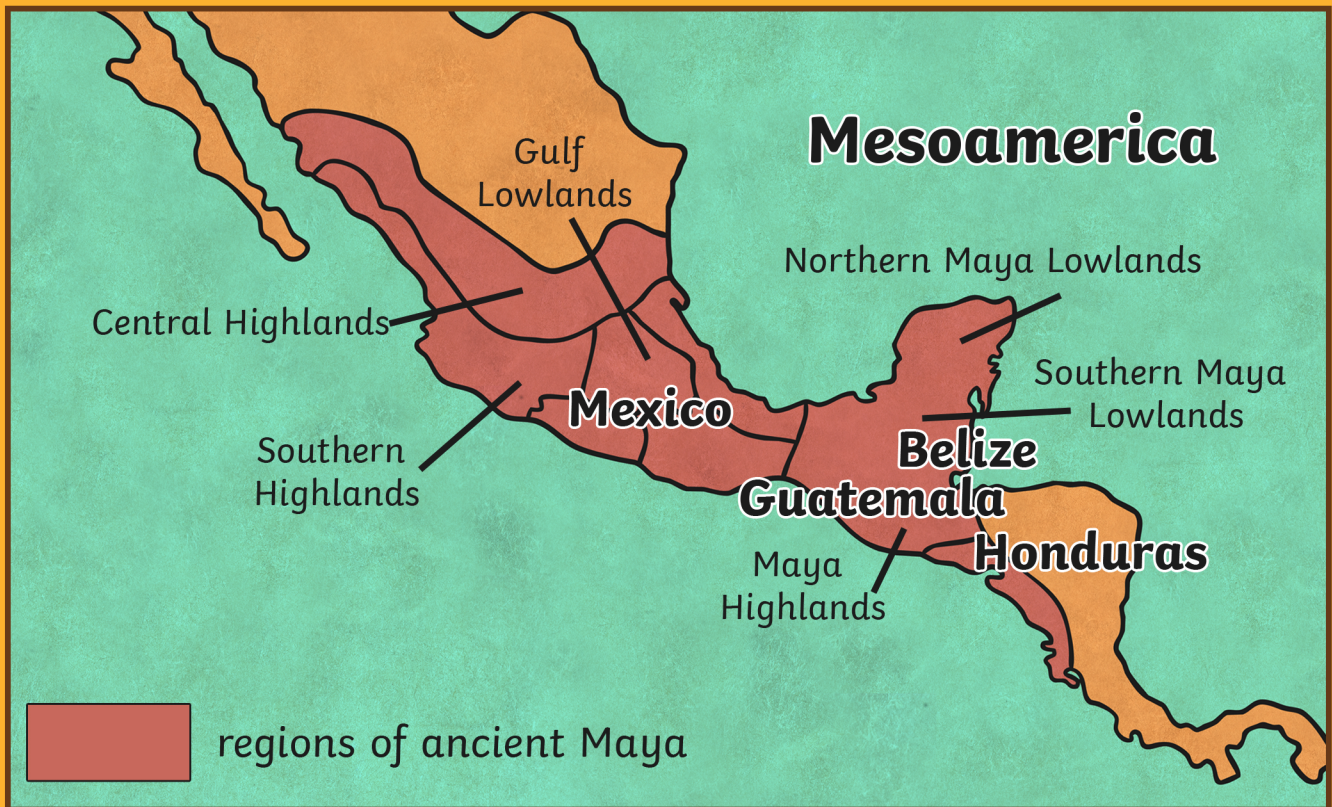 Mesoamerica
Gulf
Lowlands
Northern Maya Lowlands
Central Highlands
Southern Maya
Lowlands
Mexico
Southern
Highlands
Belize
Guatemala
Honduras
Maya
Highlands
regions of ancient Maya